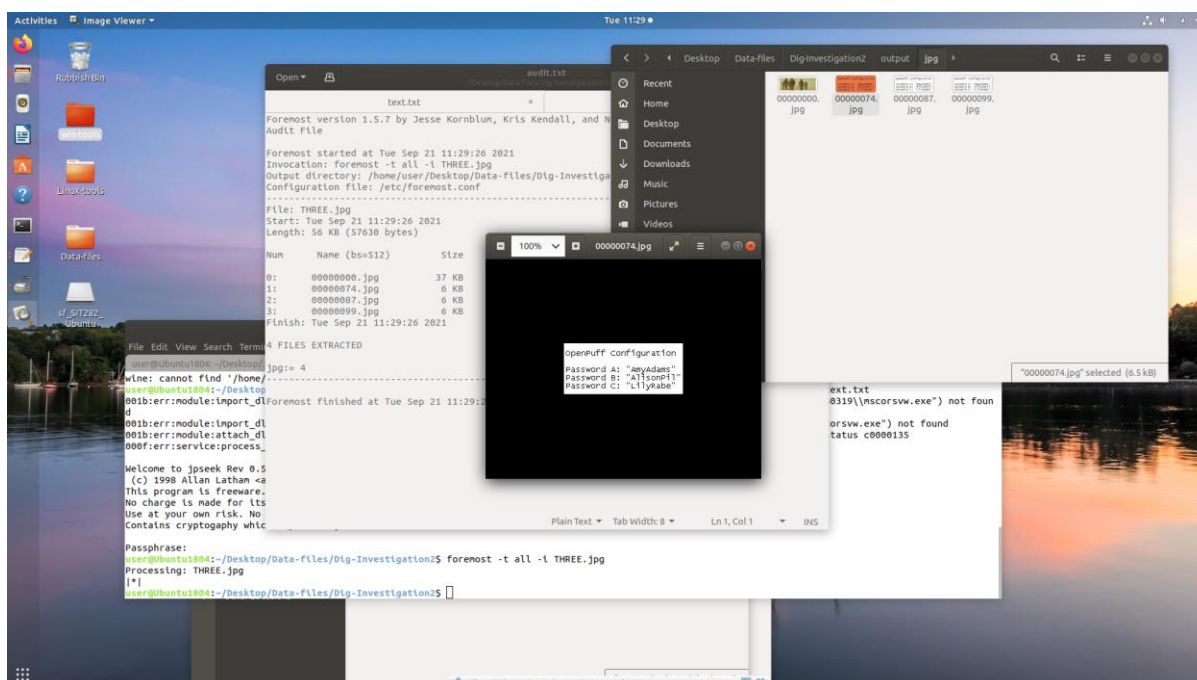 Activities
Image Viewer
Tue 11:29
Rubbish Bin
win-tools
Linux-tools
Data-files
sf_SIT282_
Ubuntu
Open
audit.txt
text.txt
Foremost version 1.5.7 by Jesse Kornblum, Kris Kendall, and N
Audit File
Foremost started at Tue Sep 21 11:29:26 2021
Invocation: foremost -t all -i THREE.jpg
Output directory: /home/user/Desktop/Data-files/Dig-Investiga
Configuration file: /etc/foremost.conf
File: THREE.jpg
Start: Tue Sep 21 11:29:26 2021
Length: 56 KB (57630 bytes)
Num Name (bs=512) Size
0: 00000000.jpg 37 KB
1: 00000074.jpg 6 KB
2: 00000087.jpg 6 KB
3: 00000099.jpg 6 KB
Finish: Tue Sep 21 11:29:26 2021
4 FILES EXTRACTED
jpg:= 4
Foremost finished at Tue Sep 21 11:29:2
Plain Text Tab Width: 8 Ln 1, Col 1 INS
Desktop Data-files Dig-Investigation2 output jpg
Recent
Home
Desktop
Documents
Downloads
Music
Pictures
Videos
00000000.
jpg
00000074.
jpg
00000087.
jpg
00000099.
jpg
"00000074.jpg" selected (6.5 kB)
100% 00000074.jpg
OpenPuff Configuration
Password A: "AmyAdams"
Password B: "AlisonPil"
Password C: "LilyRabe"
File Edit View Search Termi
user@Ubuntu1804: ~/Desktop/
wine: cannot find '/home/
user@Ubuntu1804:~/Desktop
ext.txt
001b:err:module:import_dl
0319\\mscorsvw.exe") not foun
d
001b:err:module:import_dl
orsvw.exe") not found
001b:err:module:attach_dl
tatus c0000135
000f:err:service:process_
Welcome to jpseek Rev 0.5
(c) 1998 Allan Latham <a
This program is freeware.
No charge is made for its
Use at your own risk. No
Contains cryptogaphy whic
Passphrase:
user@Ubuntu1804:~/Desktop/Data-files/Dig-Investigation2$ foremost -t all -i THREE.jpg
Processing: THREE.jpg
|*|
user@Ubuntu1804:~/Desktop/Data-files/Dig-Investigation2$